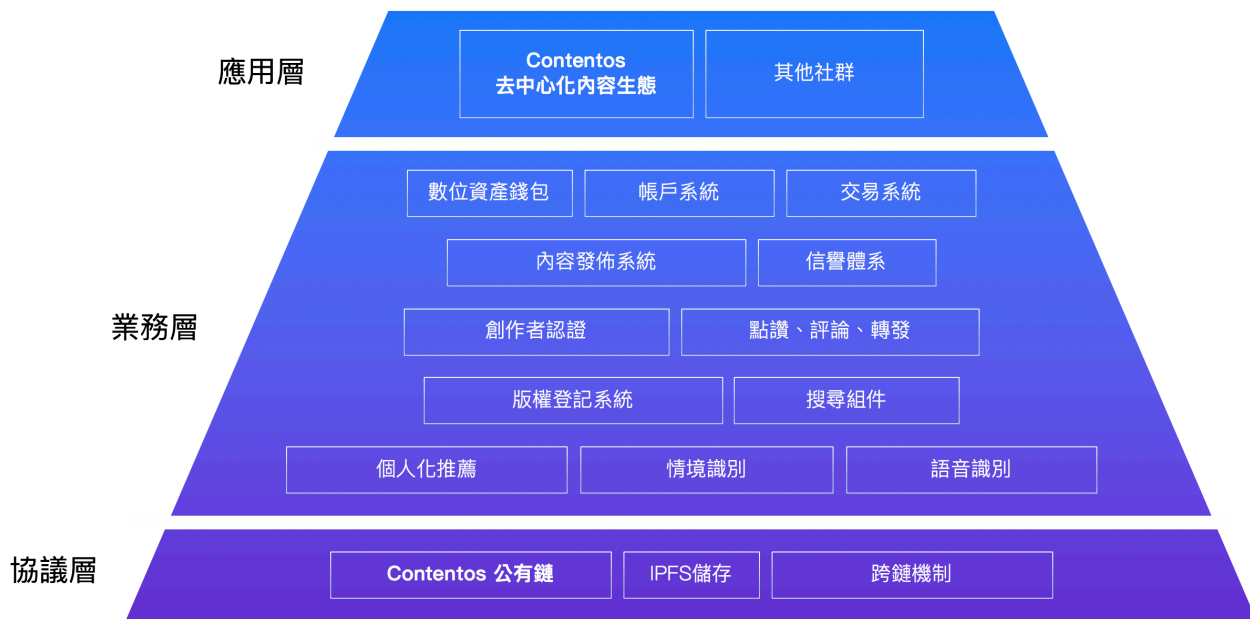 應用層
Contentos
去中心化內容生態
其他社群
業務層
數位資產錢包
帳戶系統
交易系統
內容發佈系統
信譽體系
創作者認證
點讚、評論、轉發
版權登記系統
搜尋組件
個人化推薦
情境識別
語音識別
協議層
Contentos 公有鏈
IPFS儲存
跨鏈機制